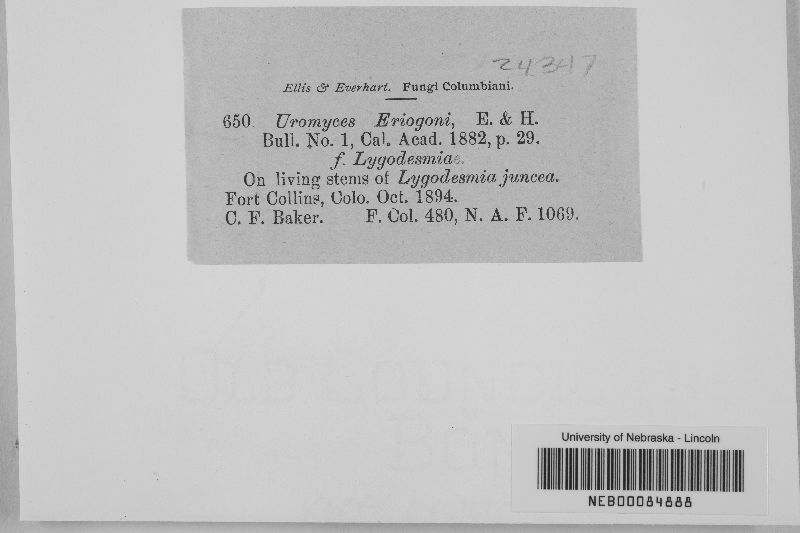 24347
Ellis & Everhart. Fungi Columbiani.
650. Uromyces Eriogoni, E. & H.
Bull. No. 1, Cal. Acad. 1882, p. 29.
f. Lygodesmiae.
On living stems of Lygodesmia juncea.
Fort Collins, Colo. Oct. 1894.
C. F. Baker. F. Col. 480, N. A. F. 1069.
University of Nebraska - Lincoln
NEB00084888